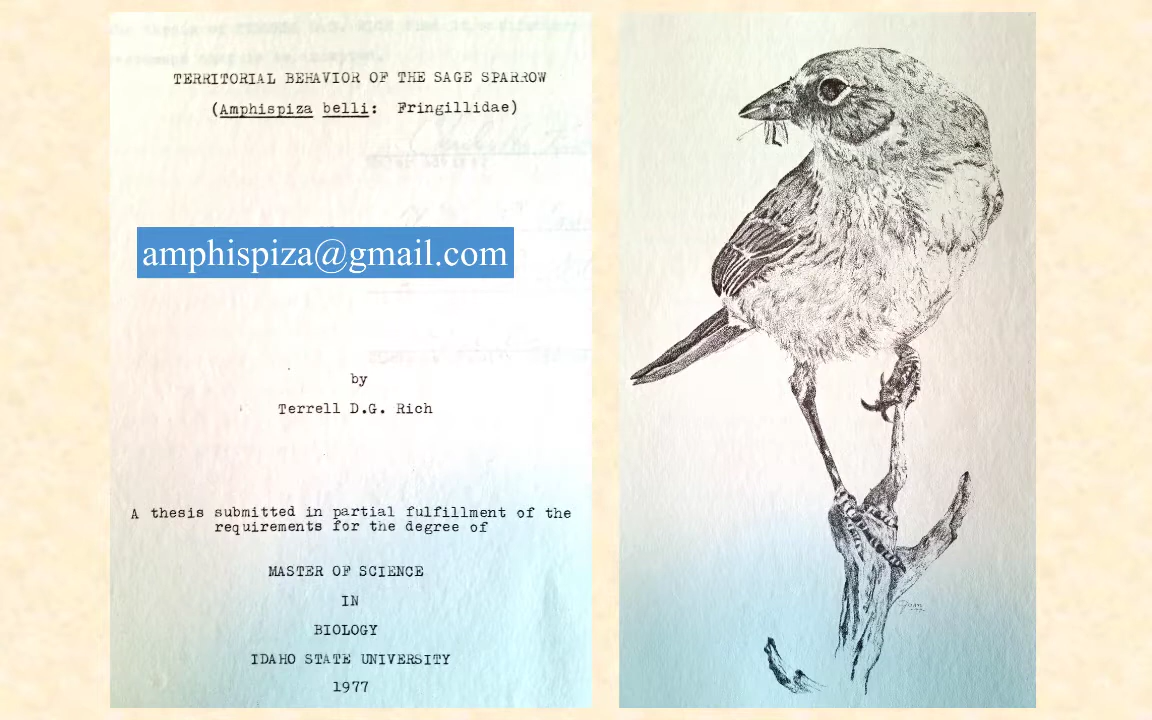 TERRITORIAL BEHAVIOR OF THE SAGE SPARROW
(Amphispiza belli: Fringillidae)
amphispiza@gmail.com
by
Terrell D.G. Rich
A thesis submitted in partial fulfillment of the
requirements for the degree of
MASTER OF SCIENCE
IN
BIOLOGY
IDAHO STATE UNIVERSITY
1977